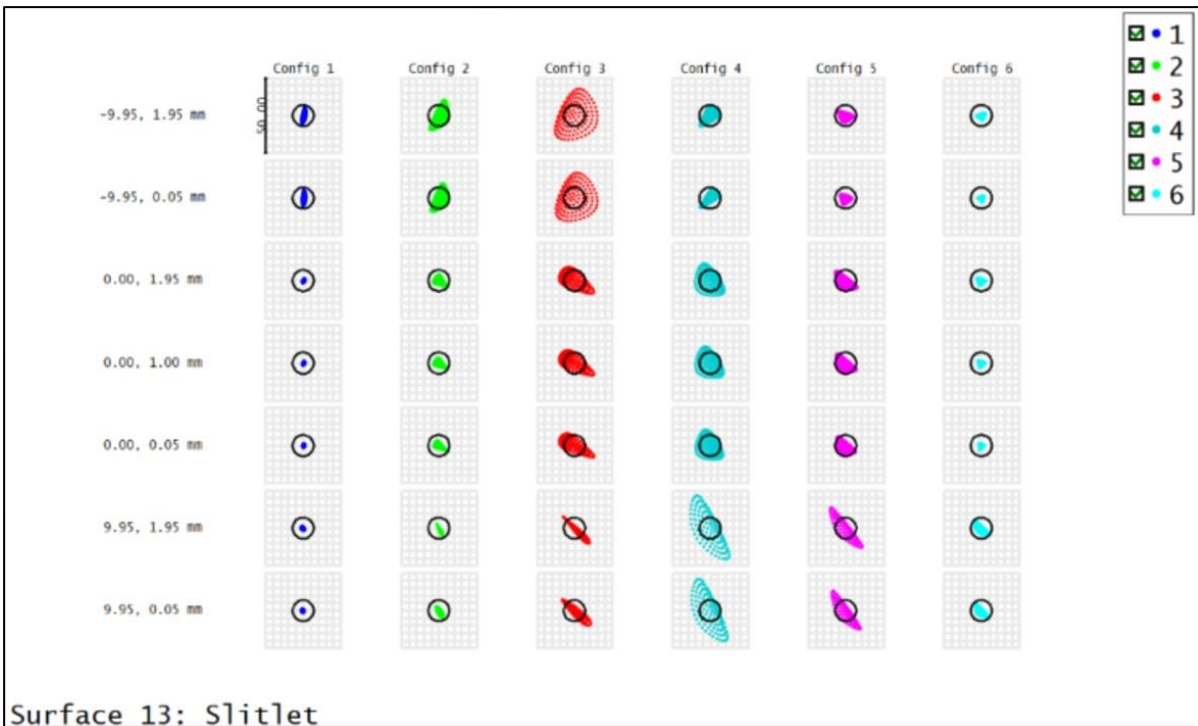 Config 1 Config 2 Config 3 Config 4 Config 5 Config 6
1
2
3
4
5
6
50.00
-9.95, 1.95 mm
-9.95, 0.05 mm
0.00, 1.95 mm
0.00, 1.00 mm
0.00, 0.05 mm
9.95, 1.95 mm
9.95, 0.05 mm
Surface 13: Slitlet